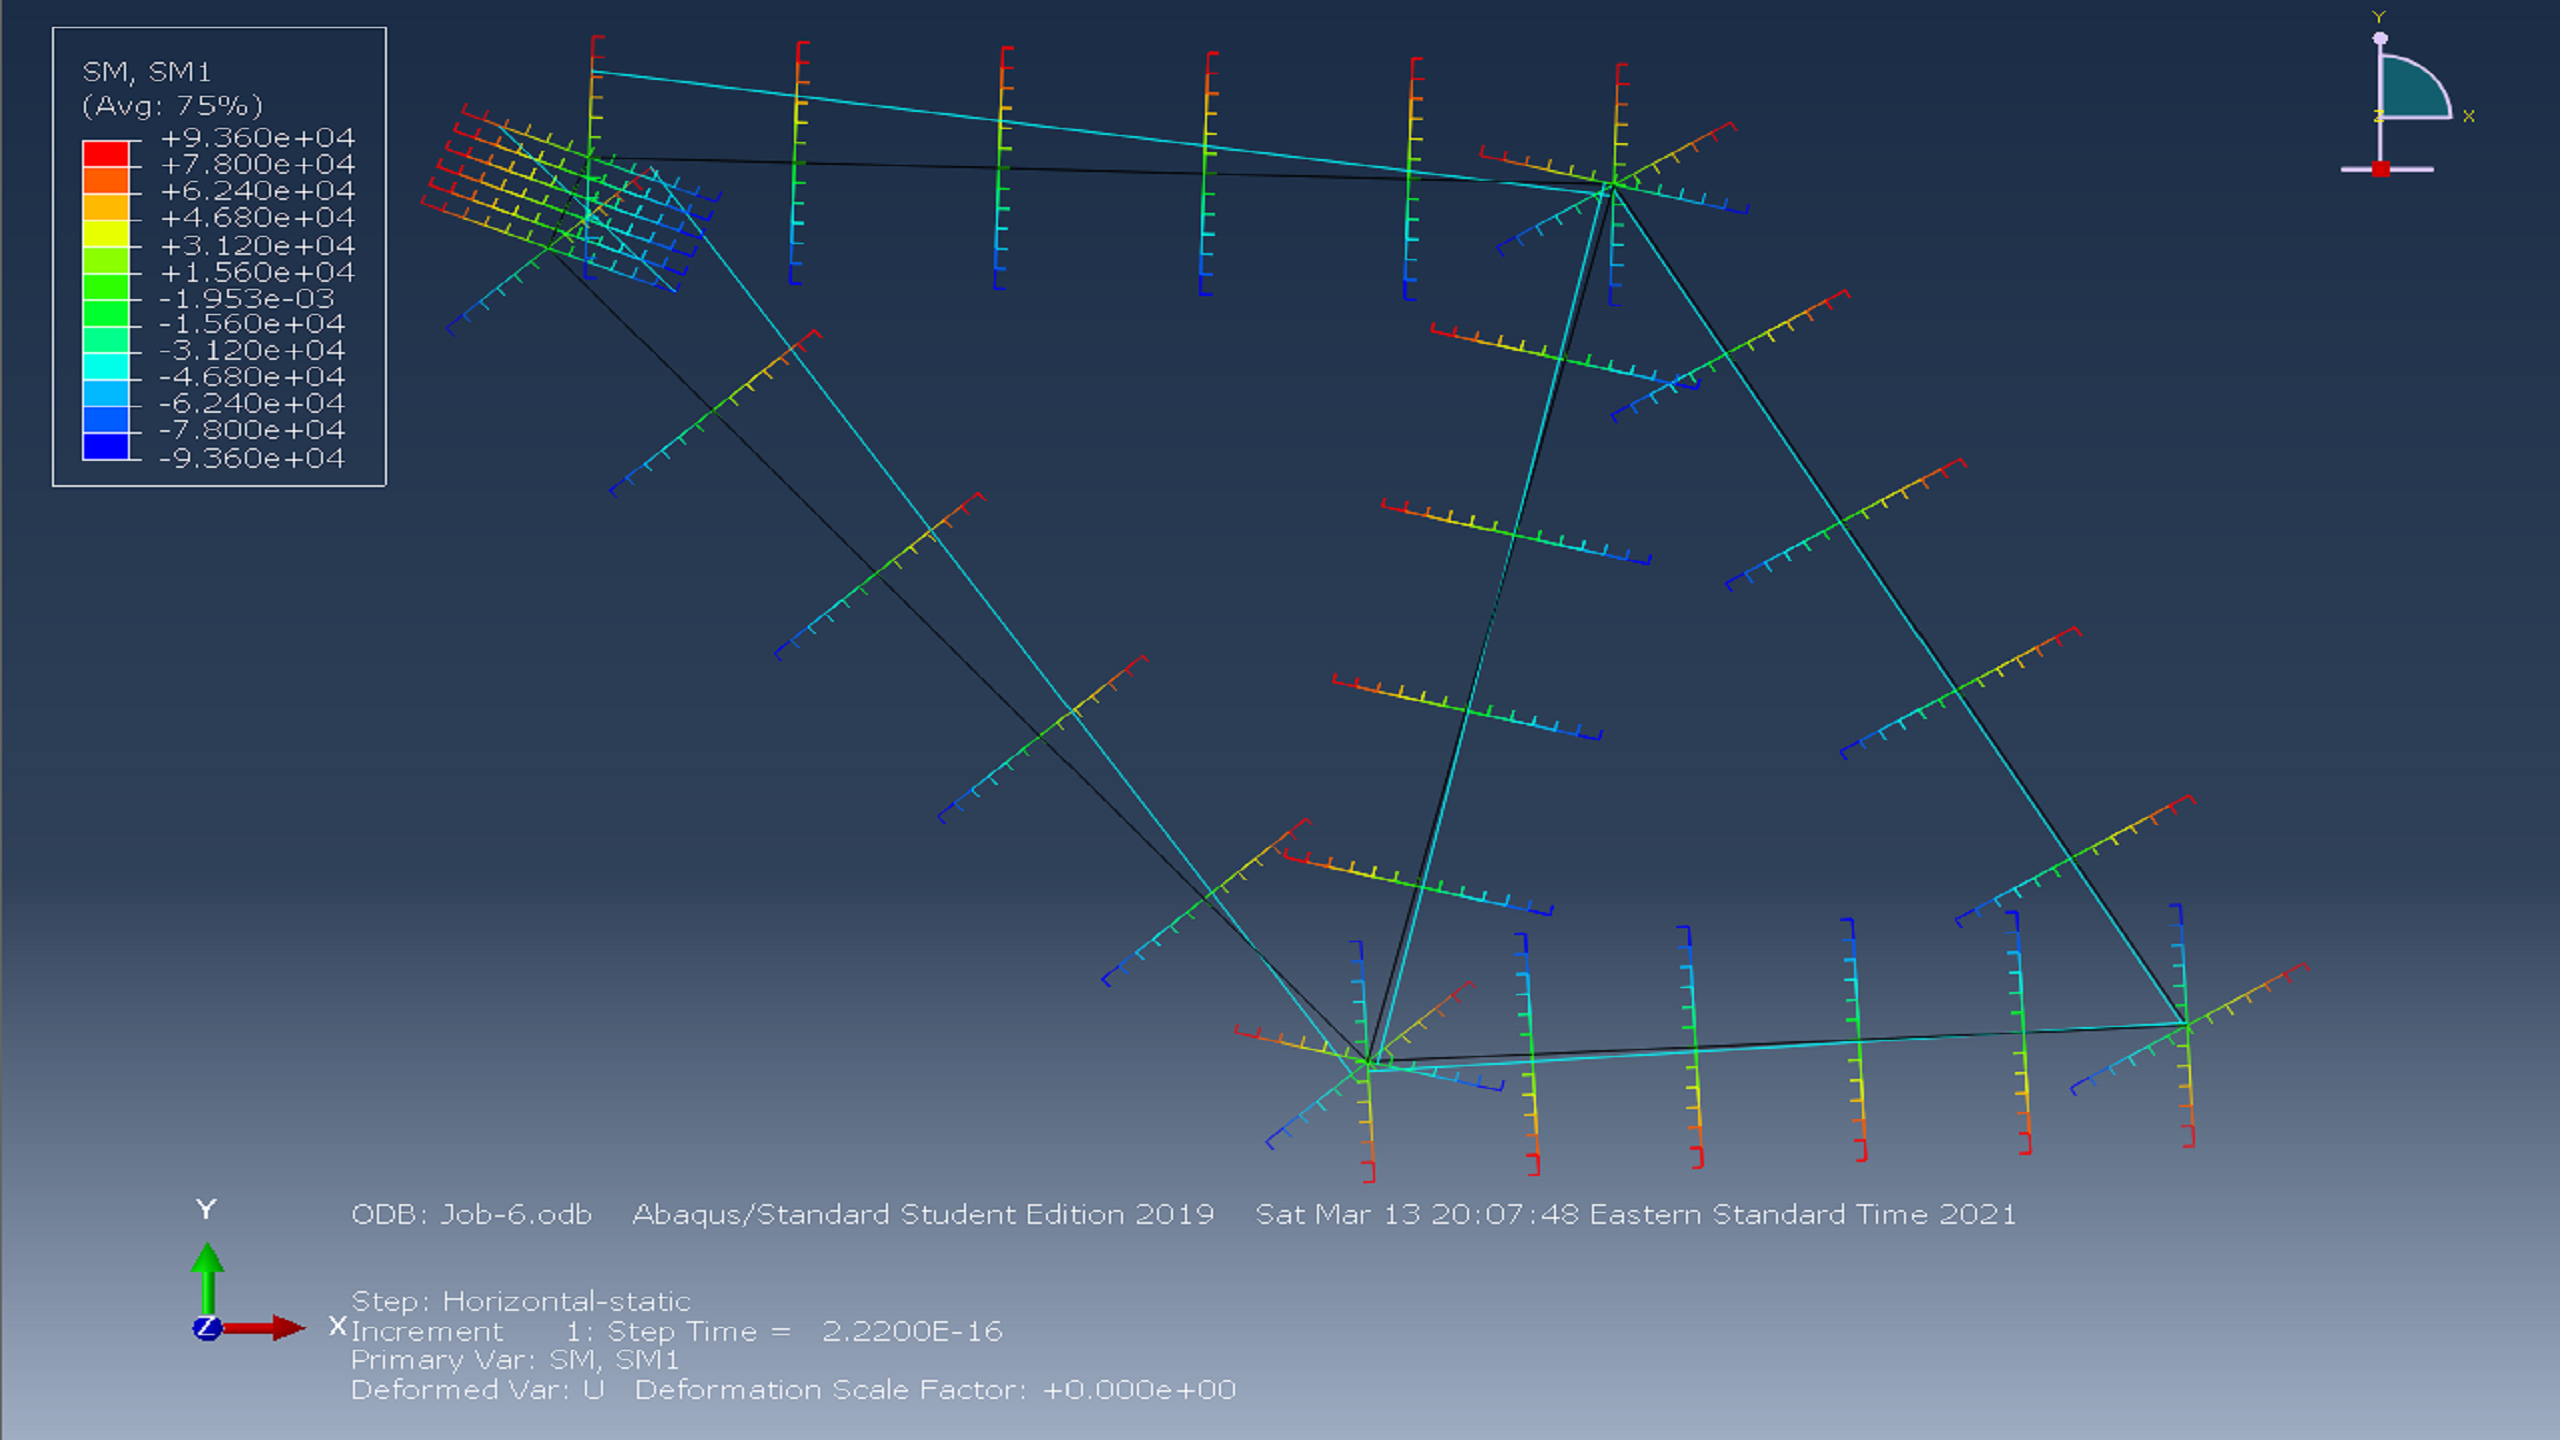 SM, SM1
(Avg: 75%)
+9.360e+04
+7.800e+04
+6.240e+04
+4.680e+04
+3.120e+04
+1.560e+04
-1.953e-03
-1.560e+04
-3.120e+04
-4.680e+04
-6.240e+04
-7.800e+04
-9.360e+04
Y
Z
X
Y
Z
X
ODB: Job-6.odb Abaqus/Standard Student Edition 2019 Sat Mar 13 20:07:48 Eastern Standard Time 2021
Step: Horizontal-static
Increment 1: Step Time = 2.2200E-16
Primary Var: SM, SM1
Deformed Var: U Deformation Scale Factor: +0.000e+00